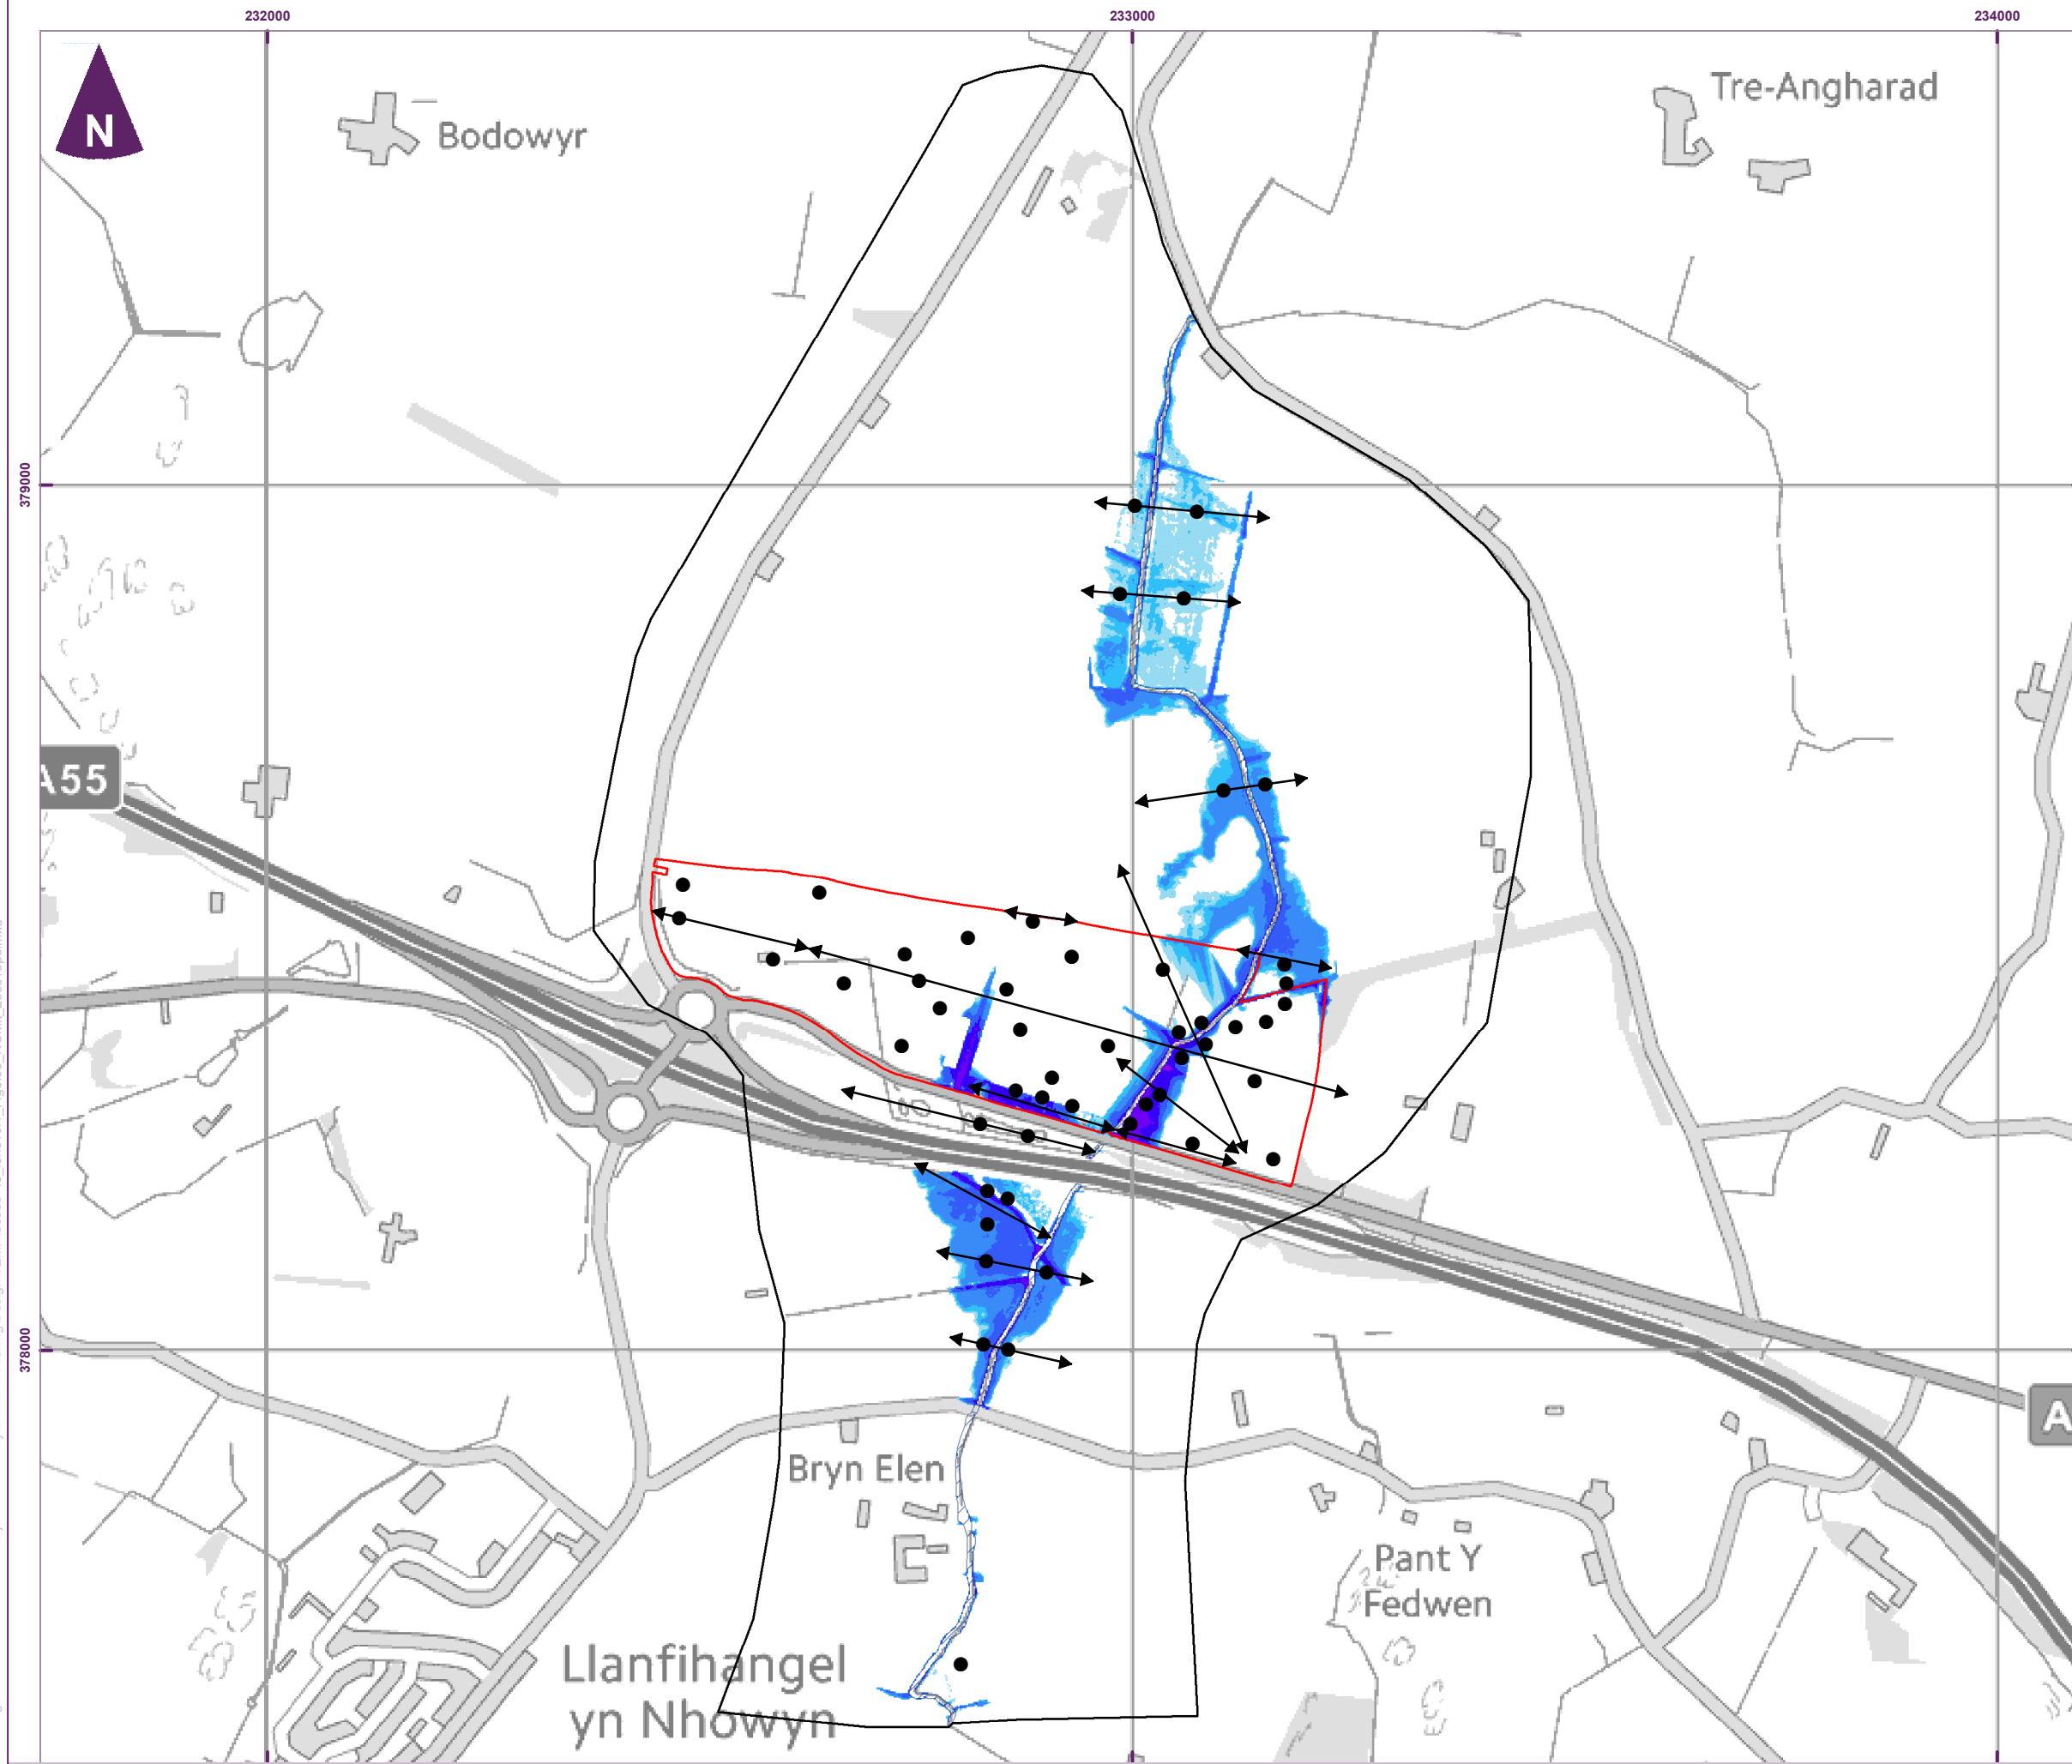 232000
233000
234000
N
Bodowyr
Tre-Angharad
379000
A55
378000
A
Bryn Elen
Pant Y
Fedwen
Llanfihangel
yn Nhowyn